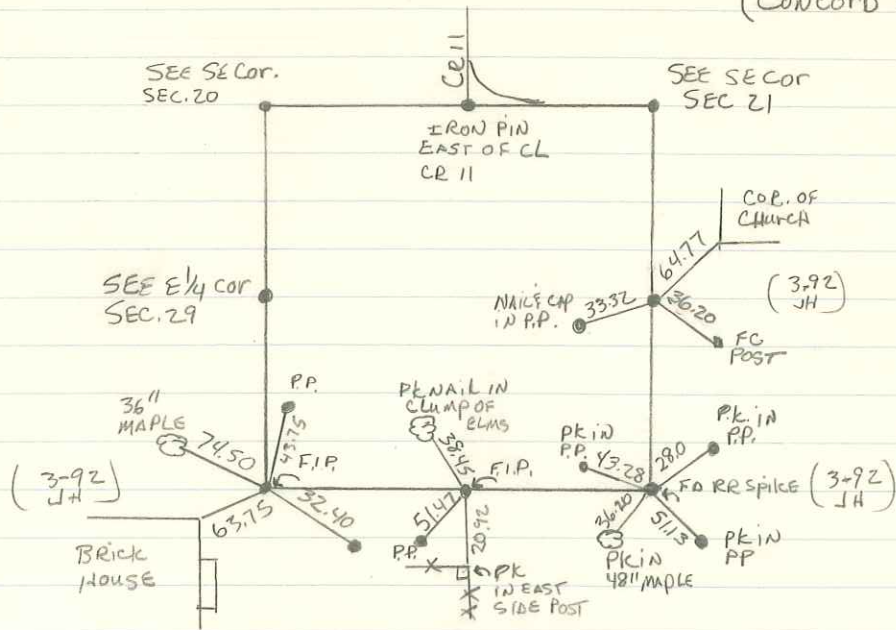 (CONCORD
CR 11
SEE SE COR.
SEC. 20
SEE SE COR
SEC 21
IRON PIN
EAST OF CL
CR 11
COR. OF
CHURCH
64.77
SEE E1/4 COR
SEC. 29
NAIL & CAP
IN P.P.
33.32
36.20
(3-92
JH)
FC
POST
36"
MAPLE
P.P.
PK NAIL IN
CLUMP OF
ELMS
P.K. IN
P.P.
PK IN
P.P.
74.50
43.75
38.45
43.28
28.0
(3-92
JH)
F.I.P.
F.I.P.
FD RR SPIKE
(3-92
JH)
63.75
32.40
51.47
20.92
36.20
51.13
BRICK
HOUSE
P.P.
PK
IN EAST
SIDE POST
PK IN
48" MAPLE
PK IN
PP